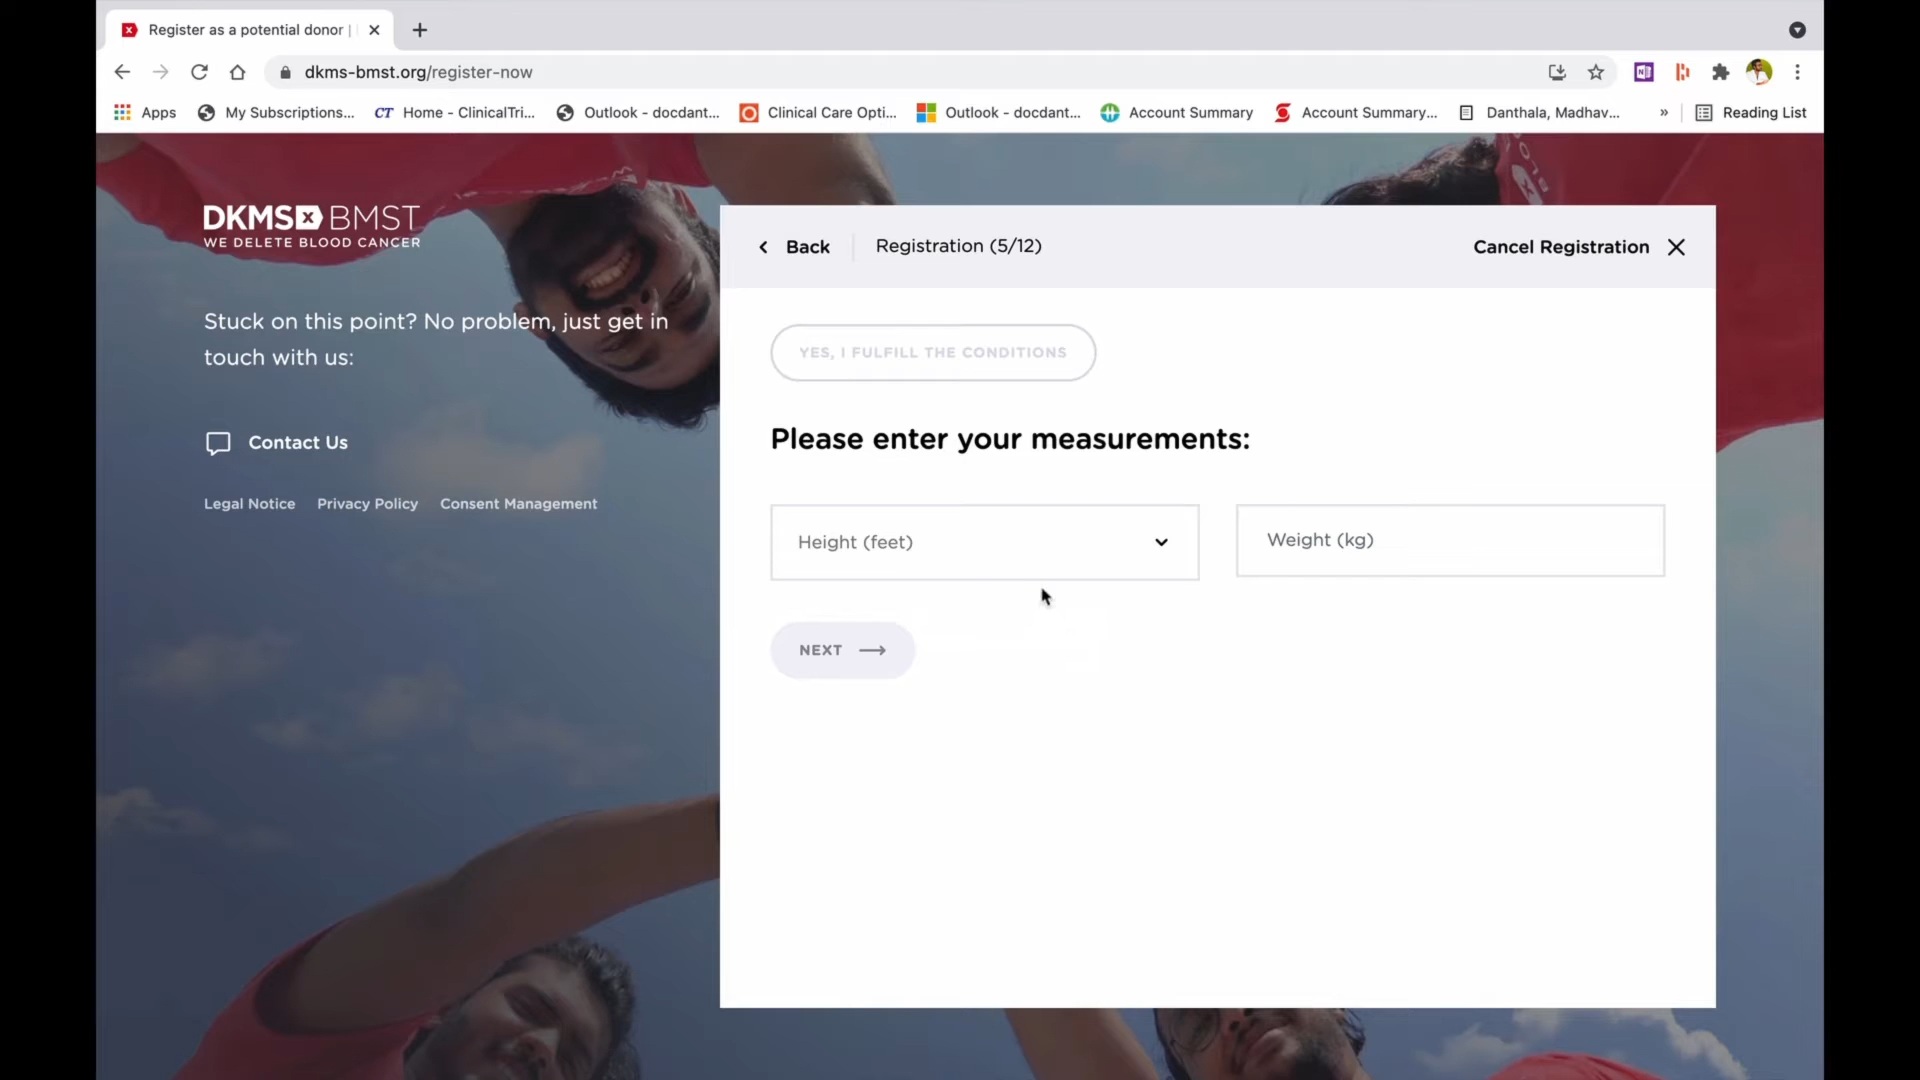 Register as a potential donor |
dkms-bmst.org/register-now
Apps
My Subscriptions...
CT Home - ClinicalTri...
Outlook - docdant...
Clinical Care Opti...
Outlook - docdant...
Account Summary
Account Summary...
Danthala, Madhav...
»
Reading List
DKMS x BMST
WE DELETE BLOOD CANCER
Stuck on this point? No problem, just get in
touch with us:
Contact Us
Legal Notice Privacy Policy Consent Management
Back
Registration (5/12)
Cancel Registration
YES, I FULFILL THE CONDITIONS
Please enter your measurements:
Height (feet)
Weight (kg)
NEXT